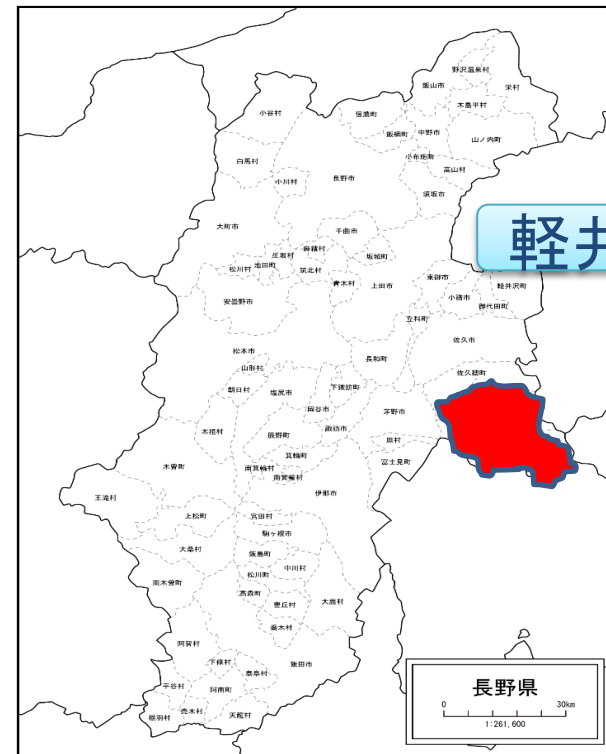 野沢温泉村
飯山市
栄村
木島平村
小谷村
信濃町
飯綱町
中野市
山ノ内町
小布施町
白馬村
高山村
小川村
長野市
須坂市
大町市
千曲市
麻績村
生坂村
坂城町
池田町
松川村
筑北村
東御市
軽井
軽井沢町
青木村
上田市
小諸市
御代田町
安曇野市
立科町
佐久市
松本市
長和町
山形村
佐久穂町
朝日村
塩尻市
下諏訪町
岡谷市
茅野市
木祖村
辰野町
諏訪市
原村
箕輪町
富士見町
木曽町
南箕輪村
南箕輪村
伊那市
王滝村
上松町
宮田村
駒ヶ根市
大桑村
飯島町
中川村
松川町
南木曽町
高森町
大鹿村
豊丘村
喬木村
阿智村
下條村
飯田市
泰阜村
平谷村
阿南町
売木村
天龍村
根羽村
長野県
0 30km
1:261,600